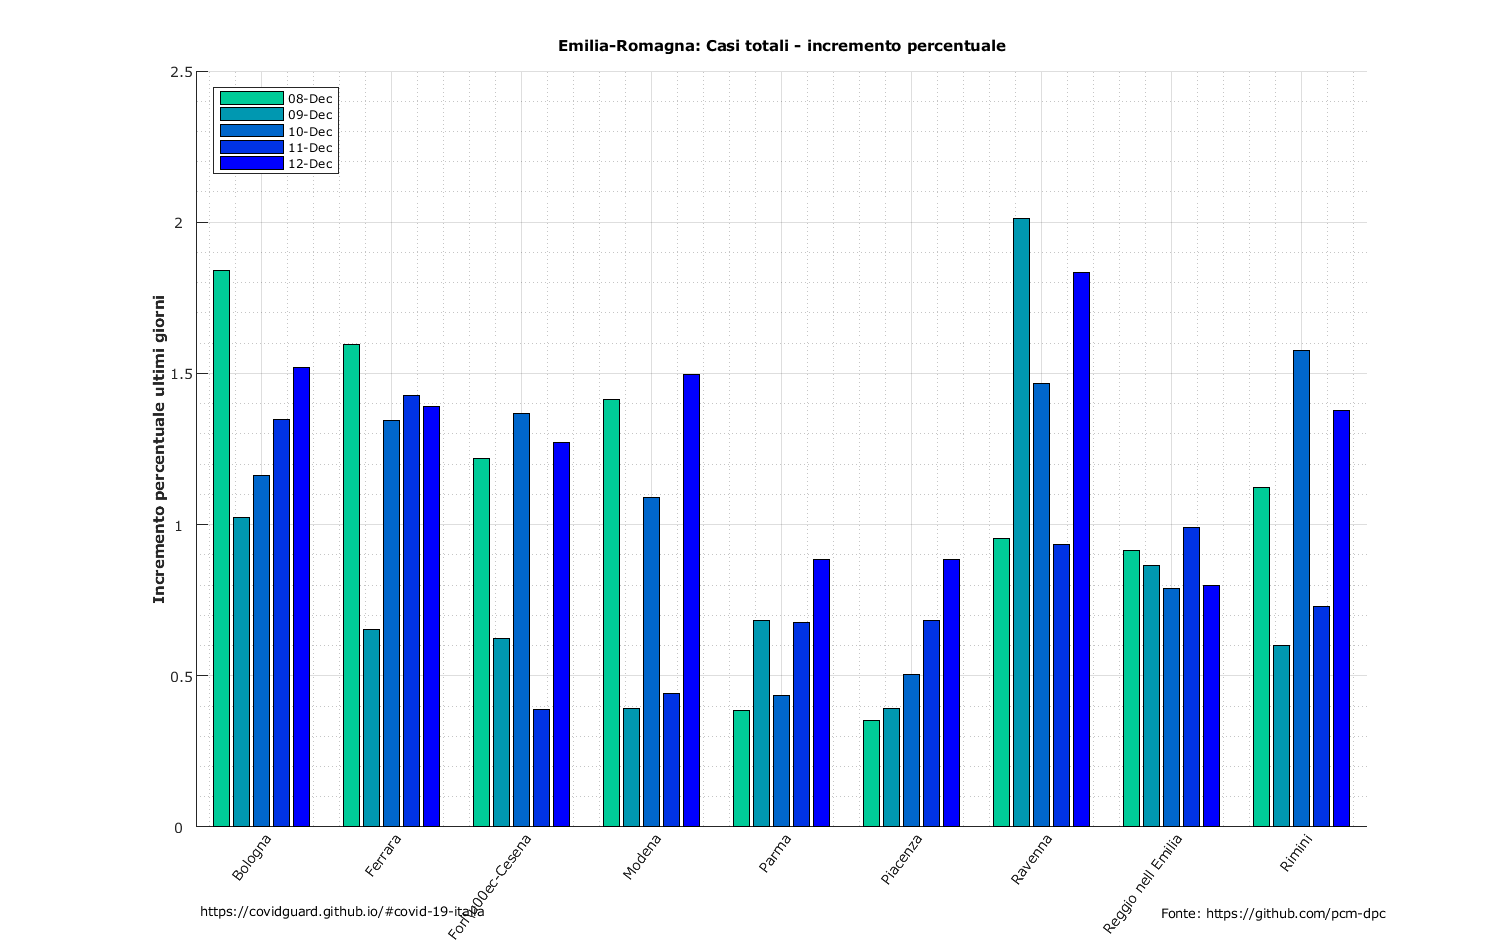 Emilia-Romagna: Casi totali - incremento percentuale
Incremento percentuale ultimi giorni
2.5
2
1.5
1
0.5
0
08-Dec
09-Dec
10-Dec
11-Dec
12-Dec
Bologna
Ferrara
Modena
Parma
Piacenza
Ravenna
Reggio nell Emilia
Rimini
https://covidguard.github.io/#covid-19-italia
Fonte: https://github.com/pcm-dpc